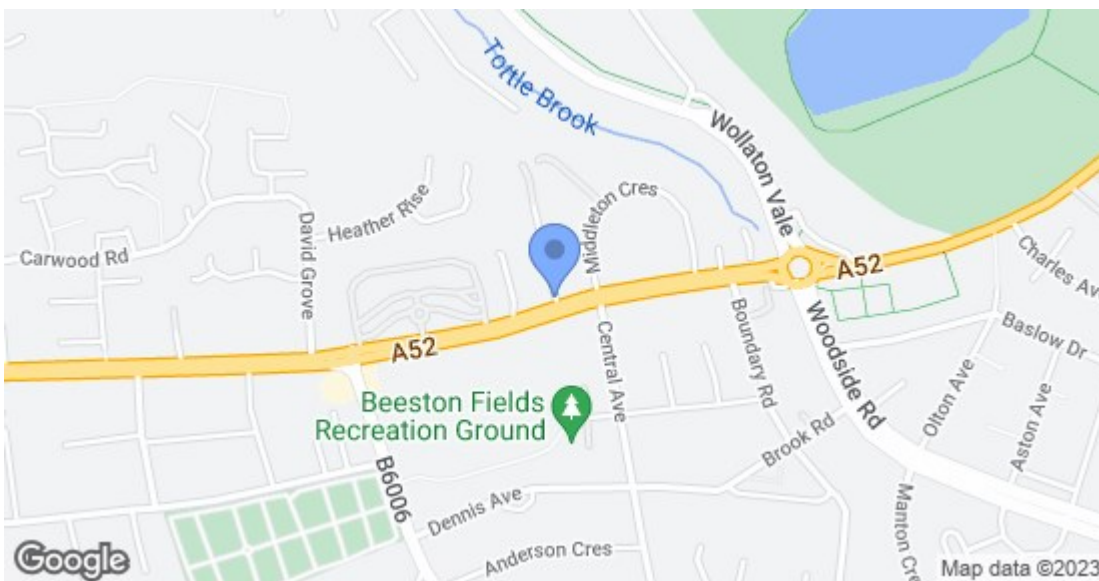 Tottle Brook
Wollaton Vale
Middleton Cres
Heather Rise
David Grove
Carwood Rd
A52
Charles Av
Baslow Dr
A52
Boundary Rd
Woodside Rd
Central Ave
Olton Ave
Aston Ave
Beeston Fields
Recreation Ground
Brook Rd
B6006
Dennis Ave
Manton Cre
Anderson Cres
Google
Map data ©2023